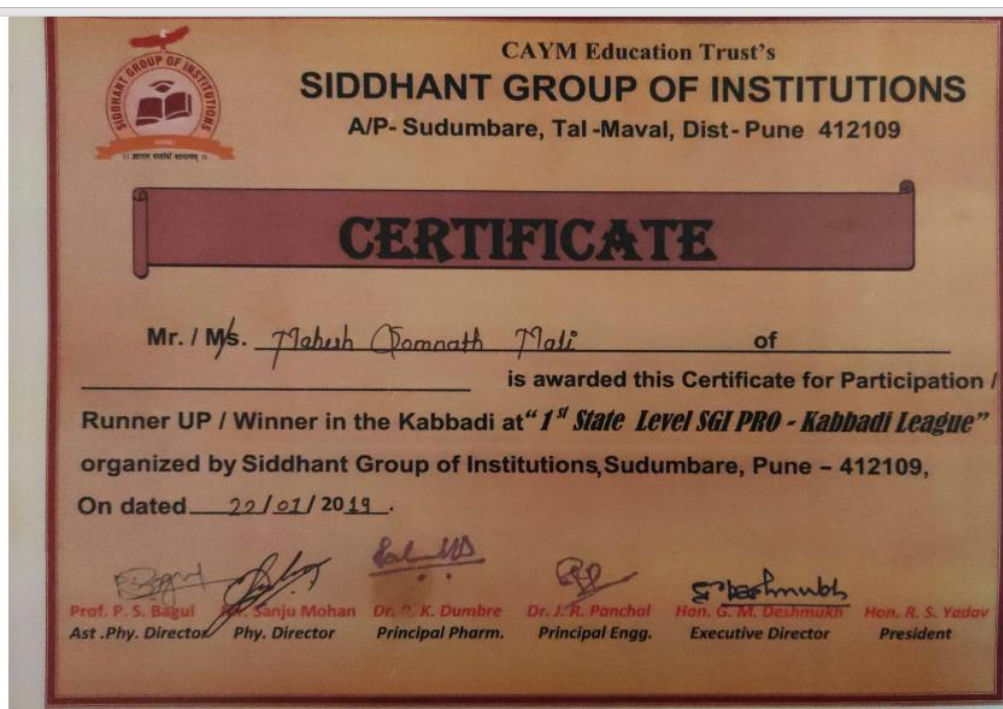 SIDDHANT GROUP OF INSTITUTIONS
CAYM Education Trust's
SIDDHANT GROUP OF INSTITUTIONS
A/P- Sudumbare, Tal -Maval, Dist- Pune 412109
CERTIFICATE
Mr. / Ms. Mahesh Somnath Mali of
is awarded this Certificate for Participation /
Runner UP / Winner in the Kabbadi at "1st State Level SGI PRO - Kabbadi League"
organized by Siddhant Group of Institutions, Sudumbare, Pune – 412109,
On dated 22/01/2019.
Prof. P. S. Bagul Sanju Mohan Dr. R. K. Dumbre Dr. J. R. Panchal Hon. G. M. Deshmukh Hon. R. S. Yadav
Ast .Phy. Director Phy. Director Principal Pharm. Principal Engg. Executive Director President